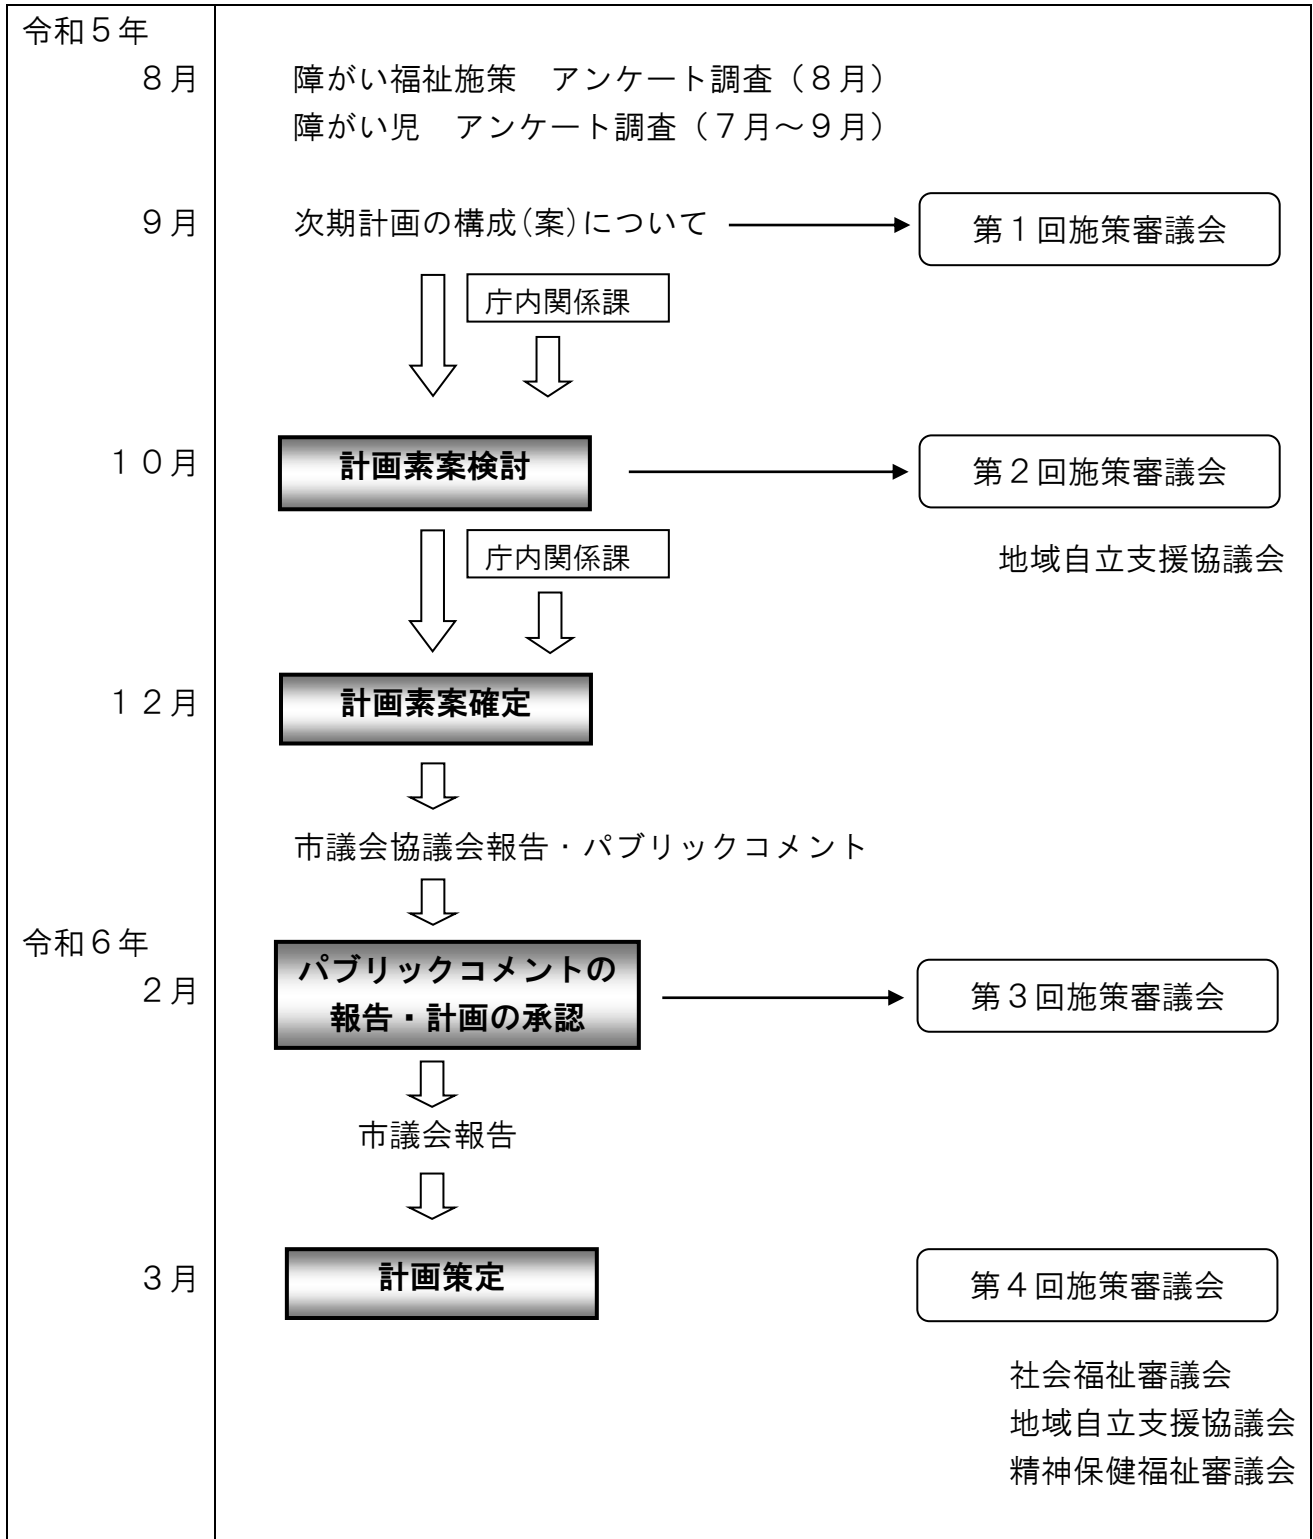 令和５年
８月　障がい福祉施策　アンケート調査（８月）
障がい児　アンケート調査（７月～９月）
９月　次期計画の構成(案)について　第１回施策審議会
庁内関係課
１０月　計画素案検討　第２回施策審議会
庁内関係課　地域自立支援協議会
１２月　計画素案確定
市議会協議会報告・パブリックコメント
令和６年
２月　パブリックコメントの
報告・計画の承認　第３回施策審議会
市議会報告
３月　計画策定　第４回施策審議会
社会福祉審議会
地域自立支援協議会
精神保健福祉審議会